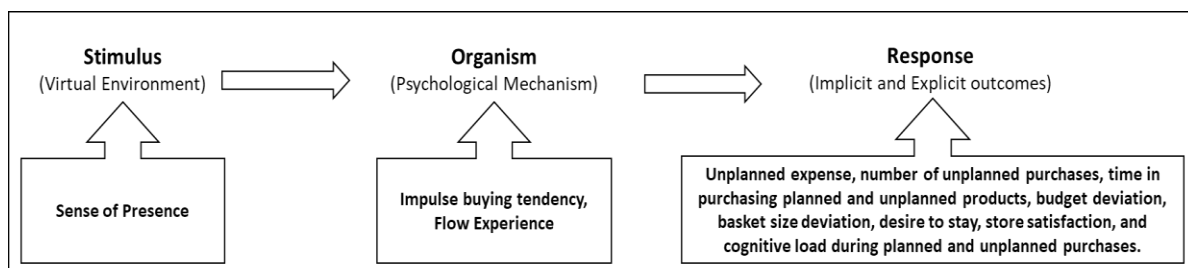 Stimulus
(Virtual Environment)
Organism
(Psychological Mechanism)
Response
(Implicit and Explicit outcomes)
Sense of Presence
Impulse buying tendency,
Flow Experience
Unplanned expense, number of unplanned purchases, time in
purchasing planned and unplanned products, budget deviation,
basket size deviation, desire to stay, store satisfaction, and
cognitive load during planned and unplanned purchases.